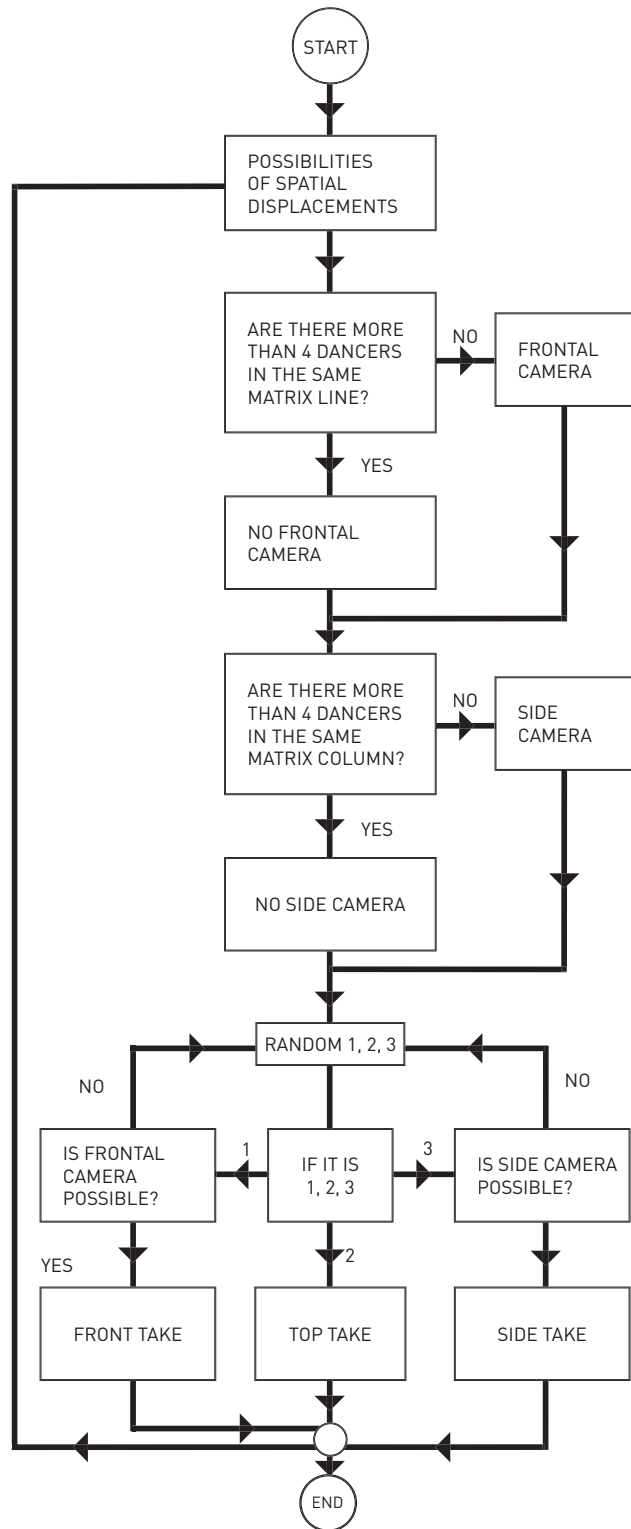 START
POSSIBILITIES
OF SPATIAL
DISPLACEMENTS
ARE THERE MORE
THAN 4 DANCERS
IN THE SAME
MATRIX LINE?
NO
FRONTAL
CAMERA
YES
NO FRONTAL
CAMERA
ARE THERE MORE
THAN 4 DANCERS
IN THE SAME
MATRIX COLUMN?
NO
SIDE
CAMERA
YES
NO SIDE CAMERA
RANDOM 1, 2, 3
NO
NO
IS FRONTAL
CAMERA
POSSIBLE?
1
IF IT IS
1, 2, 3
3
IS SIDE CAMERA
POSSIBLE?
YES
2
FRONT TAKE
TOP TAKE
SIDE TAKE
END